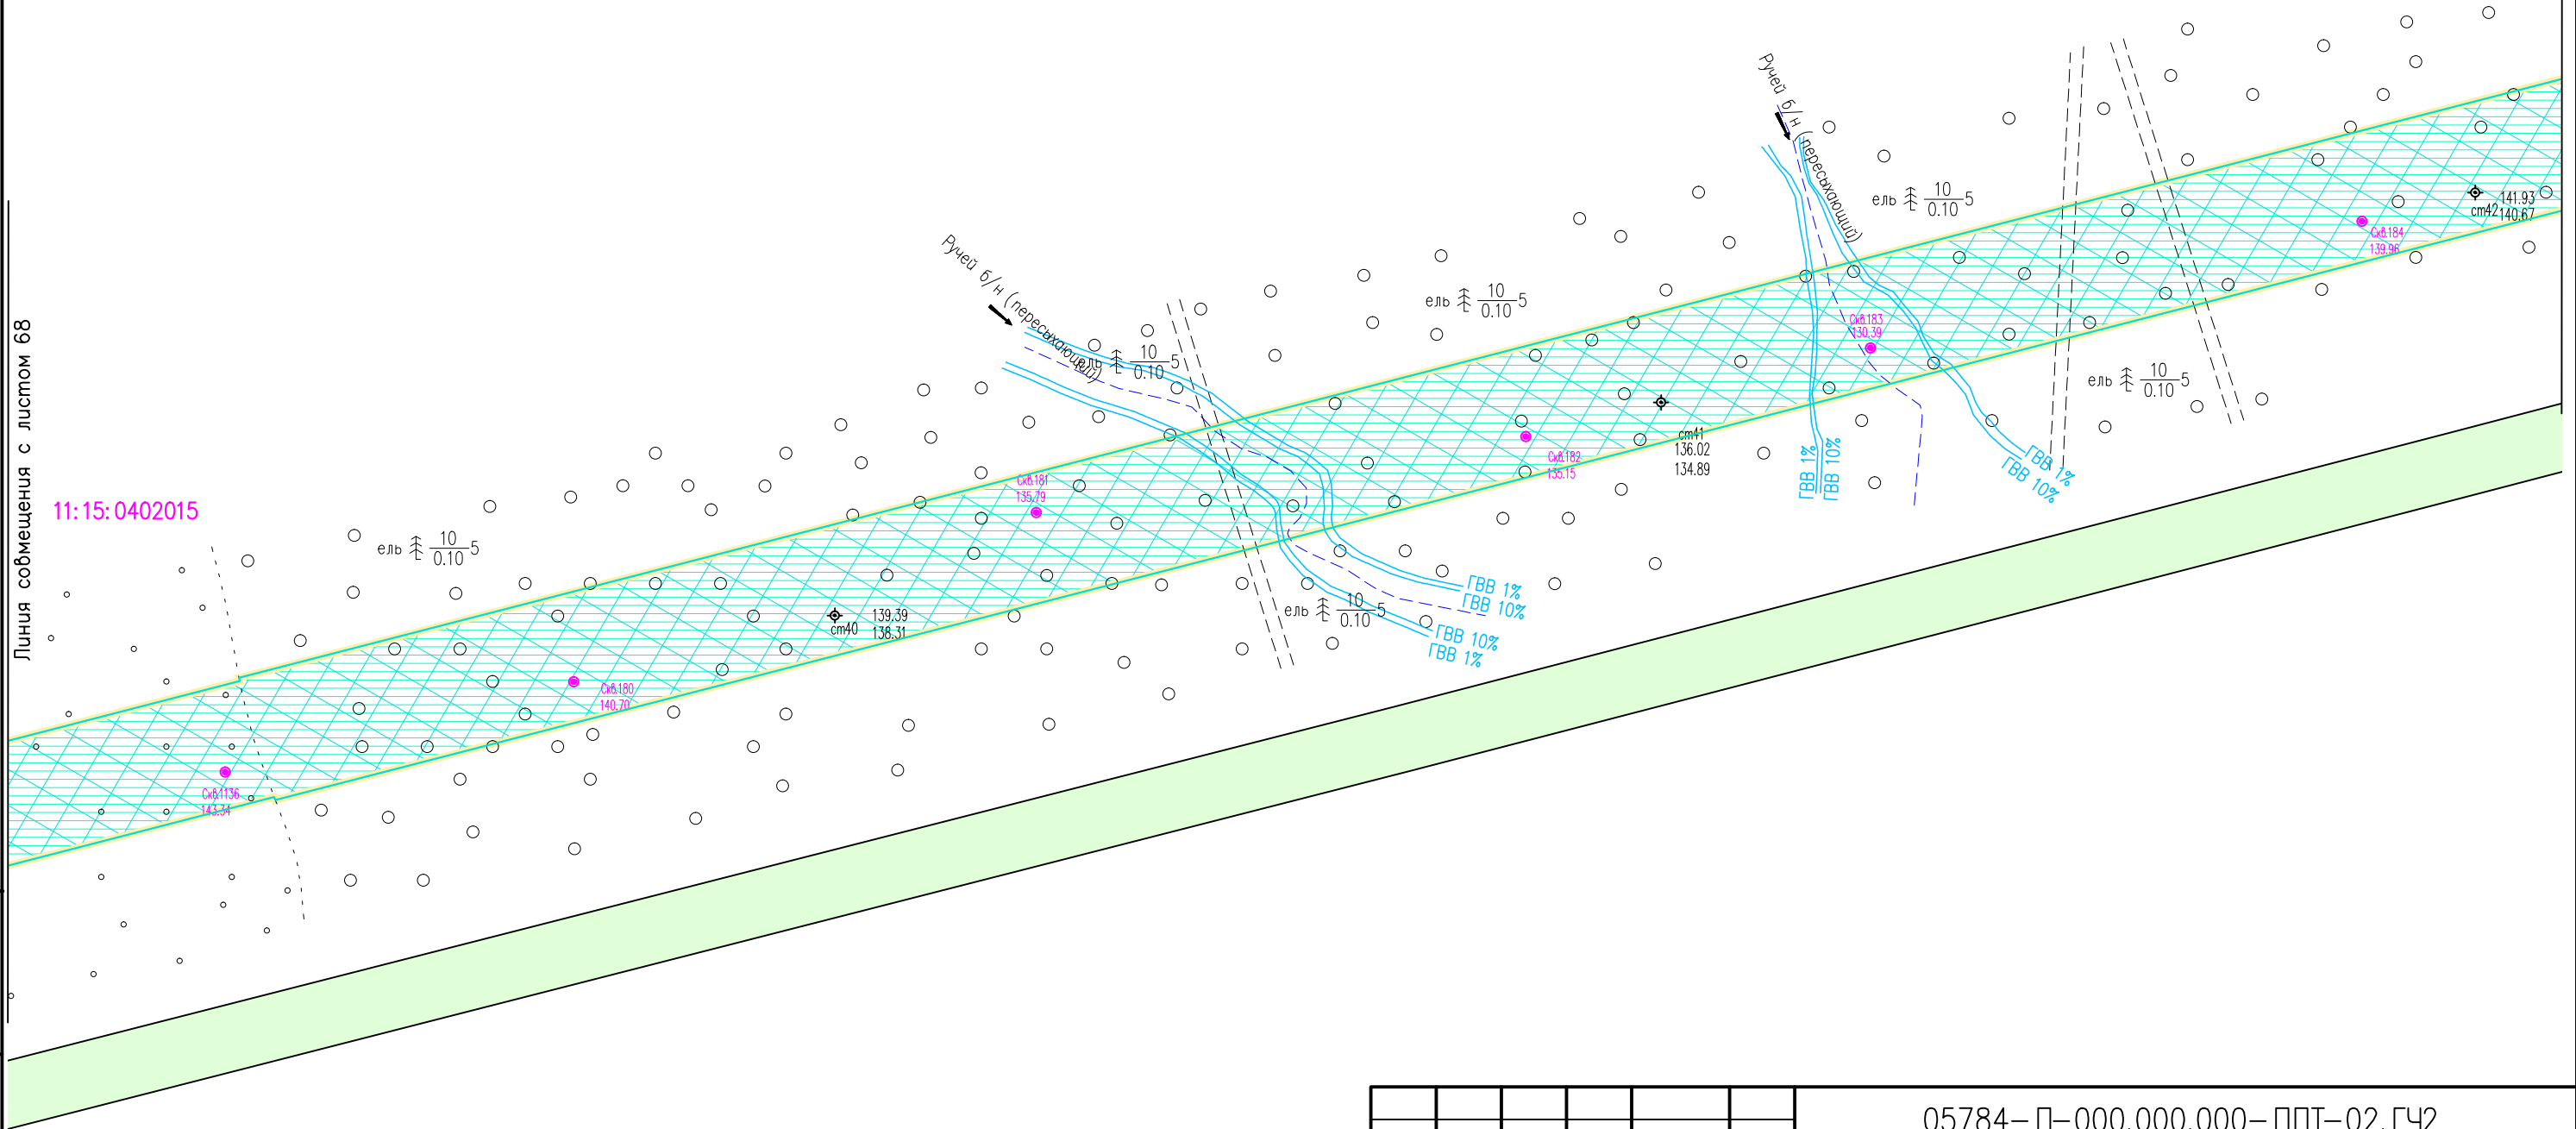 Линия совмещения с листом 68
11:15:0402015
ель 10 5
0.10
Скв.1136
143.34
Скв.180
140.70
ст40
139.39
138.31
Ручей б/н (пересыхающий)
Скв.181
135.79
ель 10 5
0.10
ГВВ 1%
ГВВ 10%
ГВВ 10%
ГВВ 1%
ель 10 5
0.10
ель 10 5
0.10
Скв.182
135.15
ст41
136.02
134.89
Ручей б/н (пересыхающий)
Скв.183
130.39
ГВВ 1%
ГВВ 10%
ГВВ 1%
ГВВ 10%
ель 10 5
0.10
ель 10 5
0.10
Скв.184
139.96
ст42
141.93
140.67
05784-П-000.000.000-ППТ-02.ГЧ2